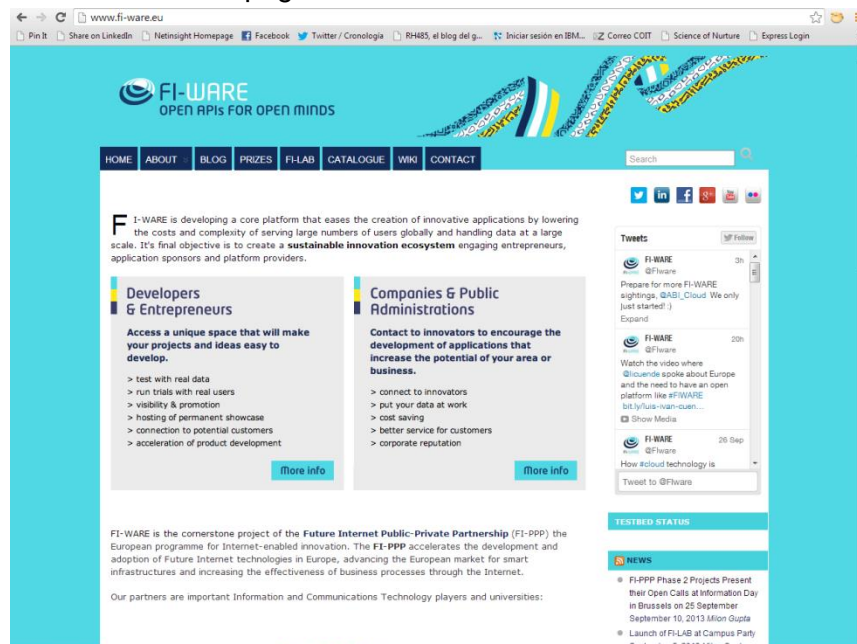 www.fi-ware.eu
Pin It Share on LinkedIn Netinsight Homepage Facebook Twitter / Cronología RH485, el blog del g... Iniciar sesión en IBM... Correo COIT Science of Nurture Express Login
FI-WARE
OPEN APIs FOR OPEN MINDS
HOME ABOUT BLOG PRIZES FI-LAB CATALOGUE WIKI CONTACT
Search
FI-WARE is developing a core platform that eases the creation of innovative applications by lowering
the costs and complexity of serving large numbers of users globally and handling data at a large
scale. It's final objective is to create a sustainable innovation ecosystem engaging entrepreneurs,
application sponsors and platform providers.
Developers
& Entrepreneurs
Access a unique space that will make
your projects and ideas easy to
develop.
> test with real data
> run trials with real users
> visibility & promotion
> hosting of permanent showcase
> connection to potential customers
> acceleration of product development
More info
Companies & Public
Administrations
Contact to innovators to encourage the
development of applications that
increase the potential of your area or
business.
> connect to innovators
> put your data at work
> cost saving
> better service for customers
> corporate reputation
More info
Tweets Follow
FI-WARE 3h
@FIware
Prepare for more FI-WARE
sightings, @ABI_Cloud We only
just started! :)
Expand
FI-WARE 20h
@FIware
Watch the video where
@licuende spoke about Europe
and the need to have an open
platform like #FIWARE
bit.ly/luis-ivan-cuen...
Show Media
FI-WARE 26 Sep
@FIware
How #cloud technology is
Tweet to @FIware
TESTBED STATUS
NEWS
FI-PPP Phase 2 Projects Present
their Open Calls at Information Day
in Brussels on 25 September
September 10, 2013 Milon Gupta
Launch of FI-LAB at Campus Party
FI-WARE is the cornerstone project of the Future Internet Public-Private Partnership (FI-PPP) the
European programme for Internet-enabled innovation. The FI-PPP accelerates the development and
adoption of Future Internet technologies in Europe, advancing the European market for smart
infrastructures and increasing the effectiveness of business processes through the Internet.
Our partners are important Information and Communications Technology players and universities: